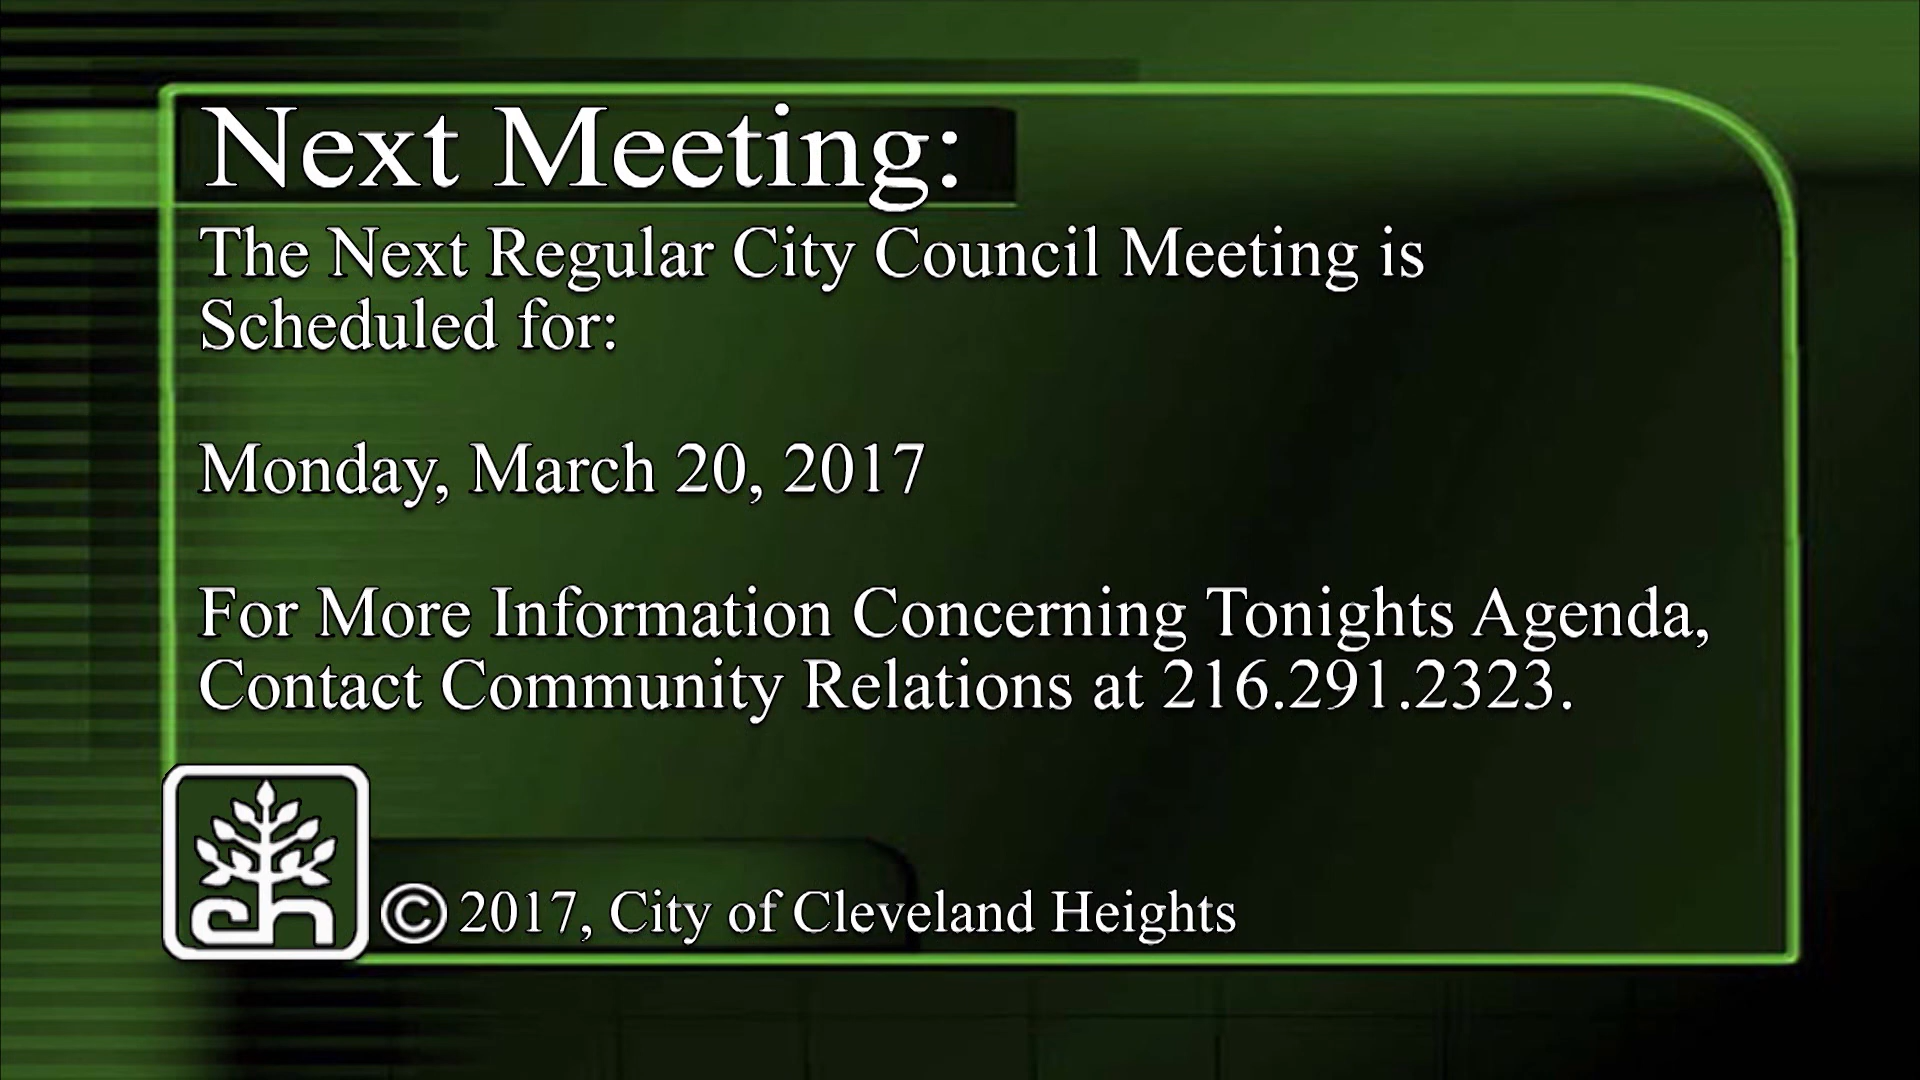 Next Meeting:
The Next Regular City Council Meeting is
Scheduled for:
Monday, March 20, 2017
For More Information Concerning Tonights Agenda,
Contact Community Relations at 216.291.2323.
ch
© 2017, City of Cleveland Heights